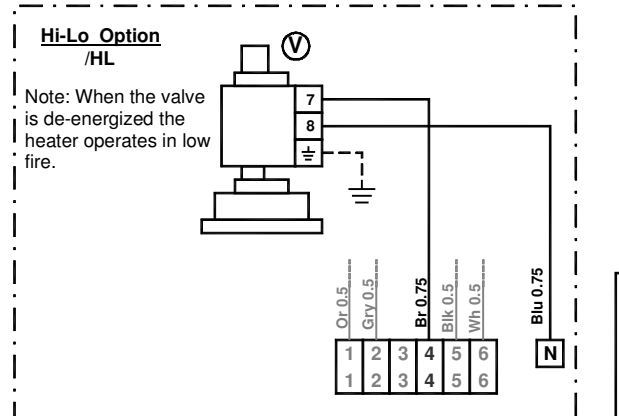 Hi-Lo Option
/HL
V
Note: When the valve
is de-energized the
heater operates in low
fire.
7
8
Or 0.5
Gry 0.5
Br 0.75
Blk 0.5
Wh 0.5
Blu 0.75
1 2 3 4 5 6
1 2 3 4 5 6
N